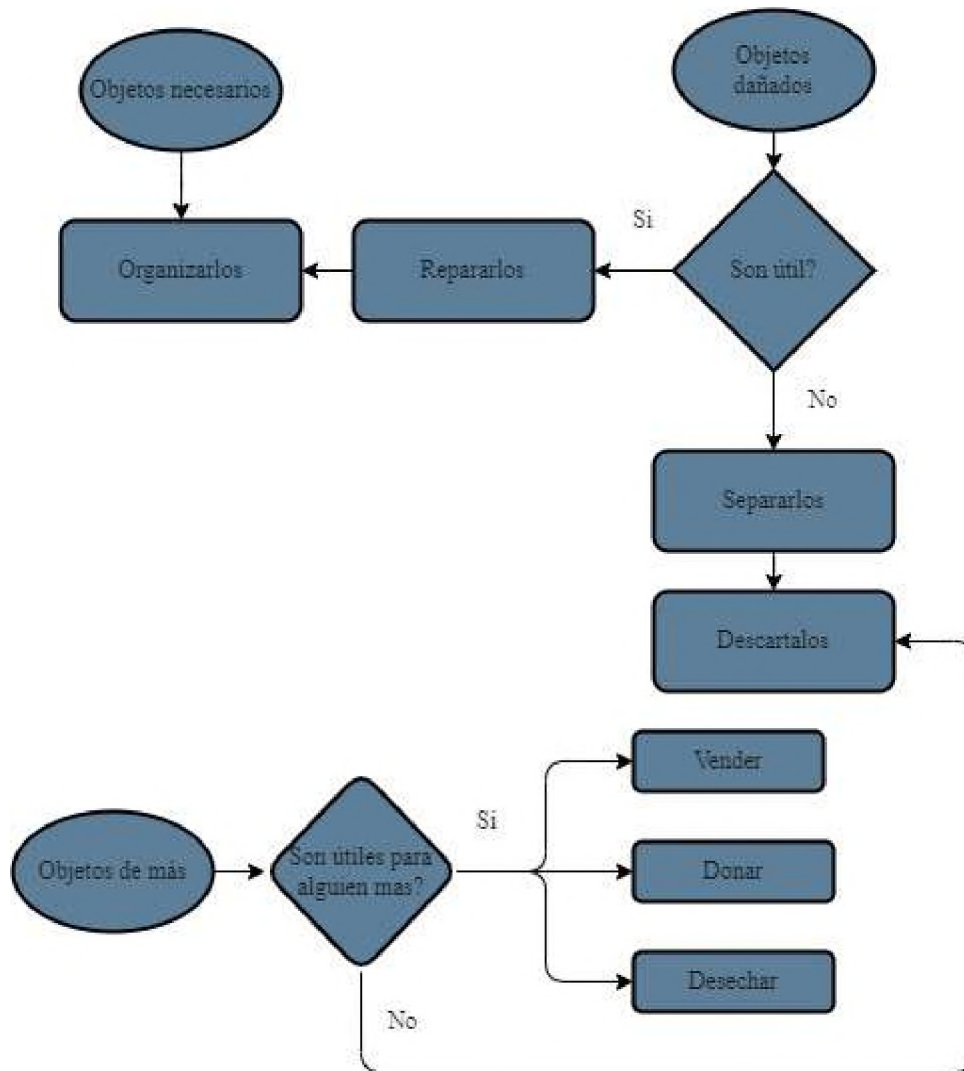 Objetos necesarios
Objetos
dañados
Si
Organizarlos
Repararlos
Son útil?
No
Separarlos
Descartalos
Vender
Si
Objetos de más
Son útiles para
alguien mas?
Donar
Desechar
No